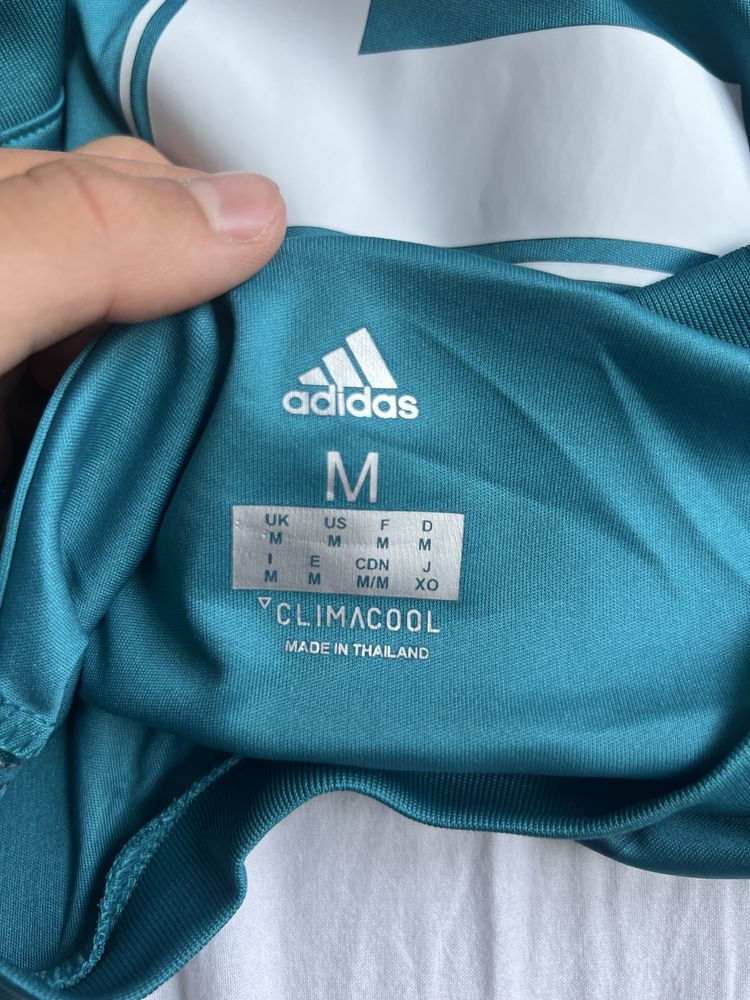 adidas
M
UK US F D
M M M M
I E CDN J
M M M/M XO
CLIMACOOL
MADE IN THAILAND